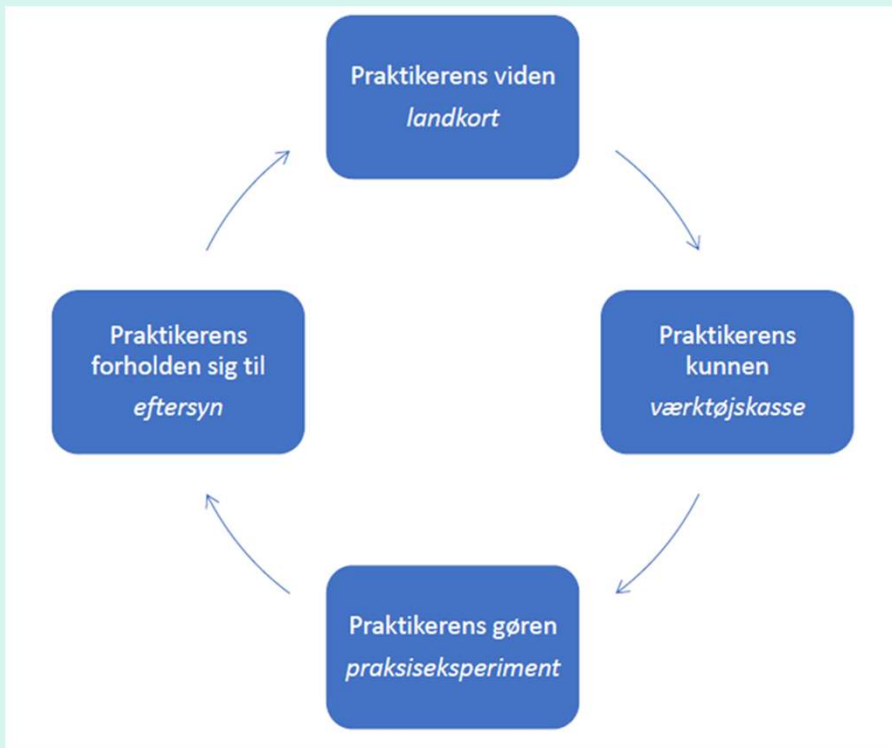 Praktikerens viden
landkort
Praktikerens
kunnen
værktøjskasse
Praktikerens gøren
praksiseksperiment
Praktikerens
forholden sig til
eftersyn